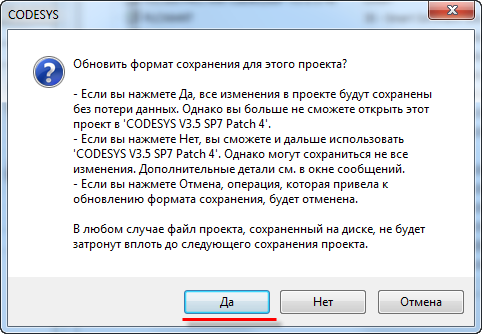 CODESYS
Обновить формат сохранения для этого проекта?
- Если вы нажмете Да, все изменения в проекте будут сохранены
без потери данных. Однако вы больше не сможете открыть этот
проект в 'CODESYS V3.5 SP7 Patch 4'.
- Если вы нажмете Нет, вы сможете и дальше использовать
'CODESYS V3.5 SP7 Patch 4'. Однако могут сохраниться не все
изменения. Дополнительные детали см. в окне сообщений.
- Если вы нажмете Отмена, операция, которая привела к
обновлению формата сохранения, будет отменена.
В любом случае файл проекта, сохраненный на диске, не будет
затронут вплоть до следующего сохранения проекта.
Да
Нет
Отмена